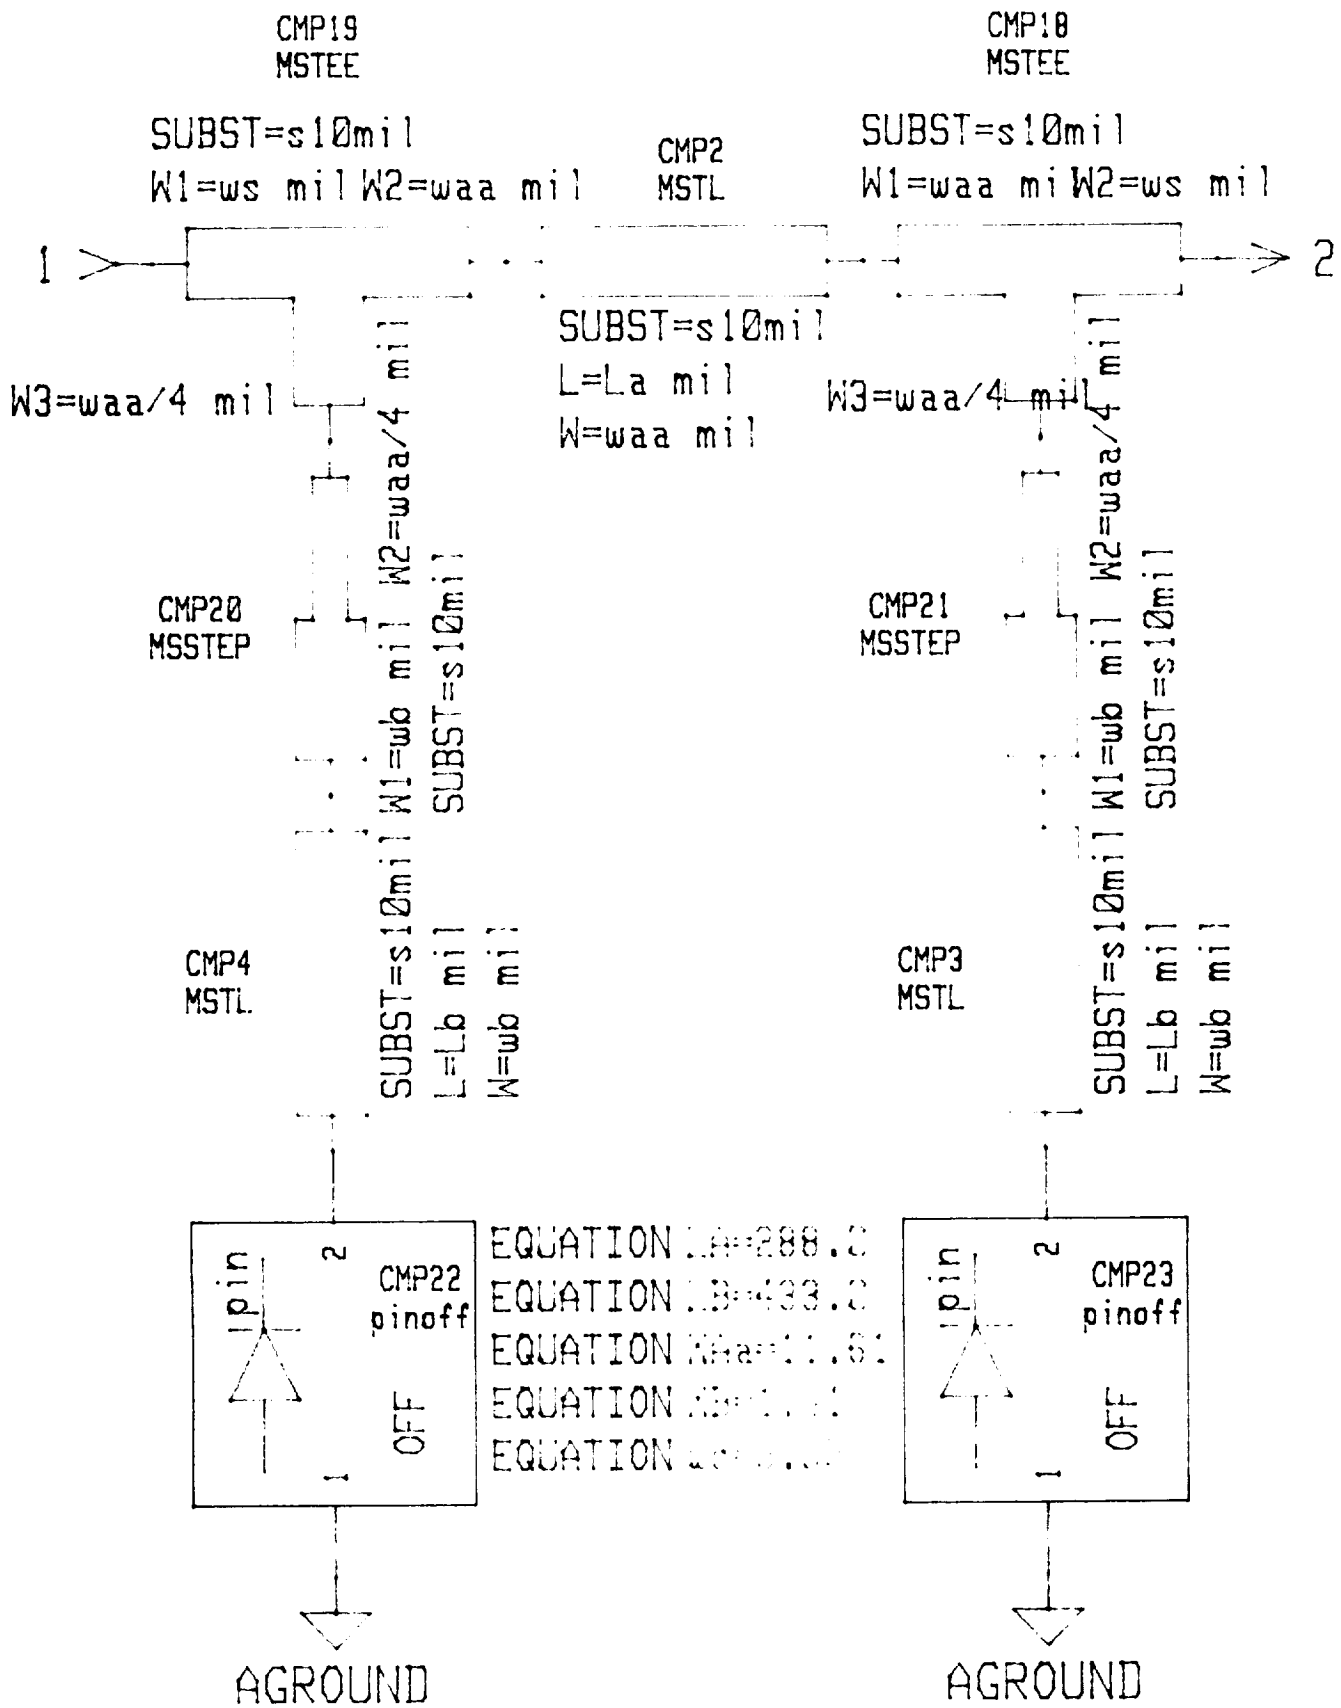 CMP19
MSTEE
CMP18
MSTEE
SUBST=s10mil
W1=ws mil W2=waa mil
CMP2
MSTL
SUBST=s10mil
W1=waa mi W2=ws mil
1
2
SUBST=s10mil
L=La mil
W=waa mil
W3=waa/4 mil
W3=waa/4 mil
CMP20
MSSTEP
W1=wb mil W2=waa/4 mil
SUBST=s10mil
CMP21
MSSTEP
W1=wb mil W2=waa/4 mil
SUBST=s10mil
CMP4
MSTL
SUBST=s10mil
L=Lb mil
W=wb mil
CMP3
MSTL
SUBST=s10mil
L=Lb mil
W=wb mil
pin
2
CMP22
pinoff
OFF
1
EQUATION
EQUATION
EQUATION
EQUATION
EQUATION
pin
2
CMP23
pinoff
OFF
1
AGROUND
AGROUND